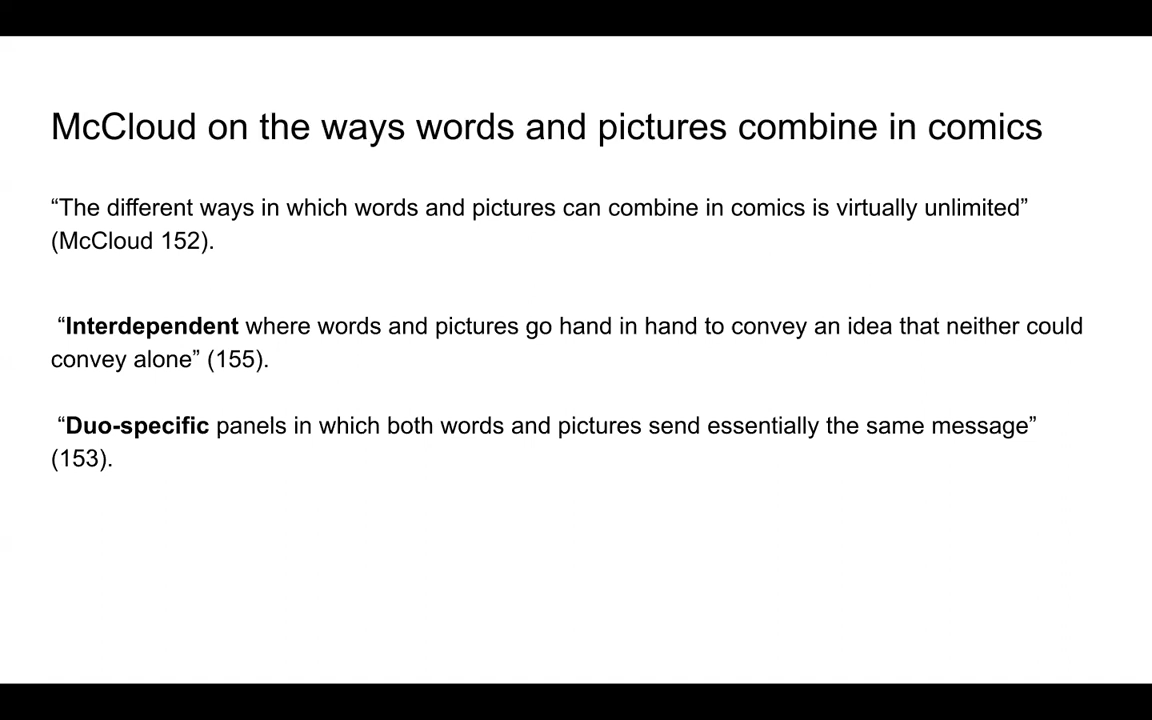 McCloud on the ways words and pictures combine in comics
“The different ways in which words and pictures can combine in comics is virtually unlimited”
(McCloud 152).
“Interdependent where words and pictures go hand in hand to convey an idea that neither could
convey alone” (155).
“Duo-specific panels in which both words and pictures send essentially the same message”
(153).